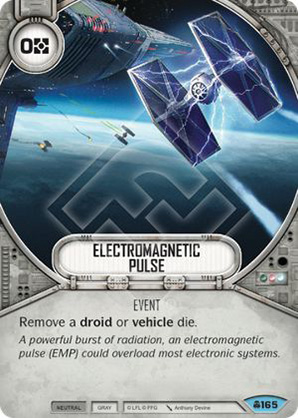 0
ELECTROMAGNETIC
PULSE
EVENT
Remove a droid or vehicle die.
A powerful burst of radiation, an electromagnetic
pulse (EMP) could overload most electronic systems.
NEUTRAL GRAY © LFL © FFG Anthony Devine 165